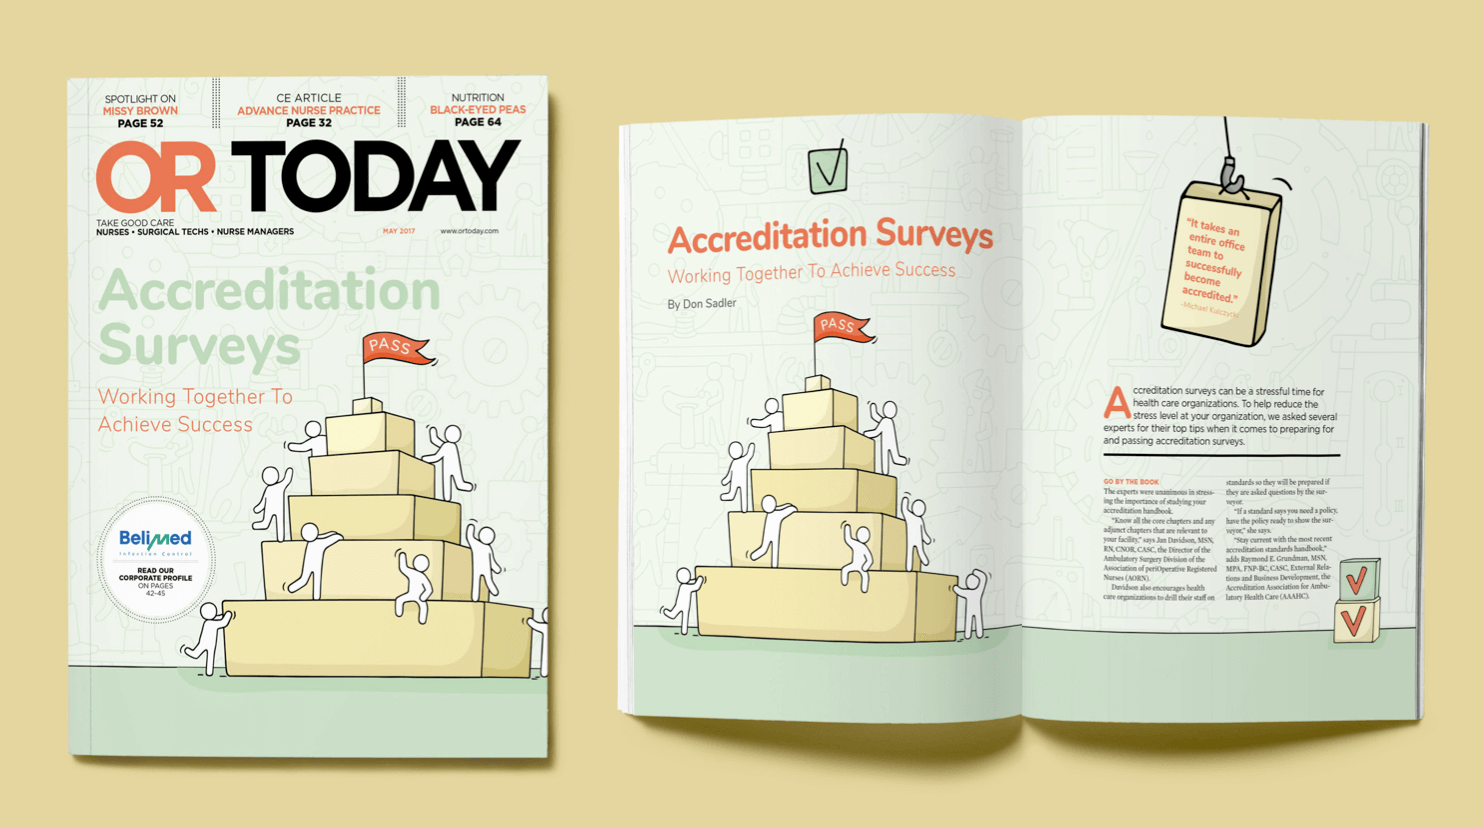 SPOTLIGHT ON
MISSY BROWN
PAGE 52
CE ARTICLE
ADVANCE NURSE PRACTICE
PAGE 32
NUTRITION
BLACK-EYED PEAS
PAGE 64
OR TODAY
TAKE GOOD CARE
NURSES • SURGICAL TECHS • NURSE MANAGERS
MAY 2017
www.ortoday.com
Accreditation
Surveys
Working Together To
Achieve Success
PASS
Belimed
Infection Control
READ OUR
CORPORATE PROFILE
ON PAGES
42-45
Accreditation Surveys
Working Together To Achieve Success
By Don Sadler
PASS
"It takes an
entire office
team to
successfully
become
accredited."
-Michael Kulczycki
Accreditation surveys can be a stressful time for
health care organizations. To help reduce the
stress level at your organization, we asked several
experts for their top tips when it comes to preparing for
and passing accreditation surveys.
GO BY THE BOOK
The experts were unanimous in stress-
ing the importance of studying your
accreditation handbook.
"Know all the core chapters and any
adjunct chapters that are relevant to
your facility," says Jan Davidson, MSN,
RN, CNOR, CASC, the Director of the
Ambulatory Surgery Division of the
Association of periOperative Registered
Nurses (AORN).
Davidson also encourages health
care organizations to drill their staff on
standards so they will be prepared if
they are asked questions by the sur-
veyor.
"If a standard says you need a policy,
have the policy ready to show the sur-
veyor," she says.
"Stay current with the most recent
accreditation standards handbook,"
adds Raymond E. Grundman, MSN,
MPA, FNP-BC, CASC, External Rela-
tions and Business Development, the
Accreditation Association for Ambu-
latory Health Care (AAAHC).